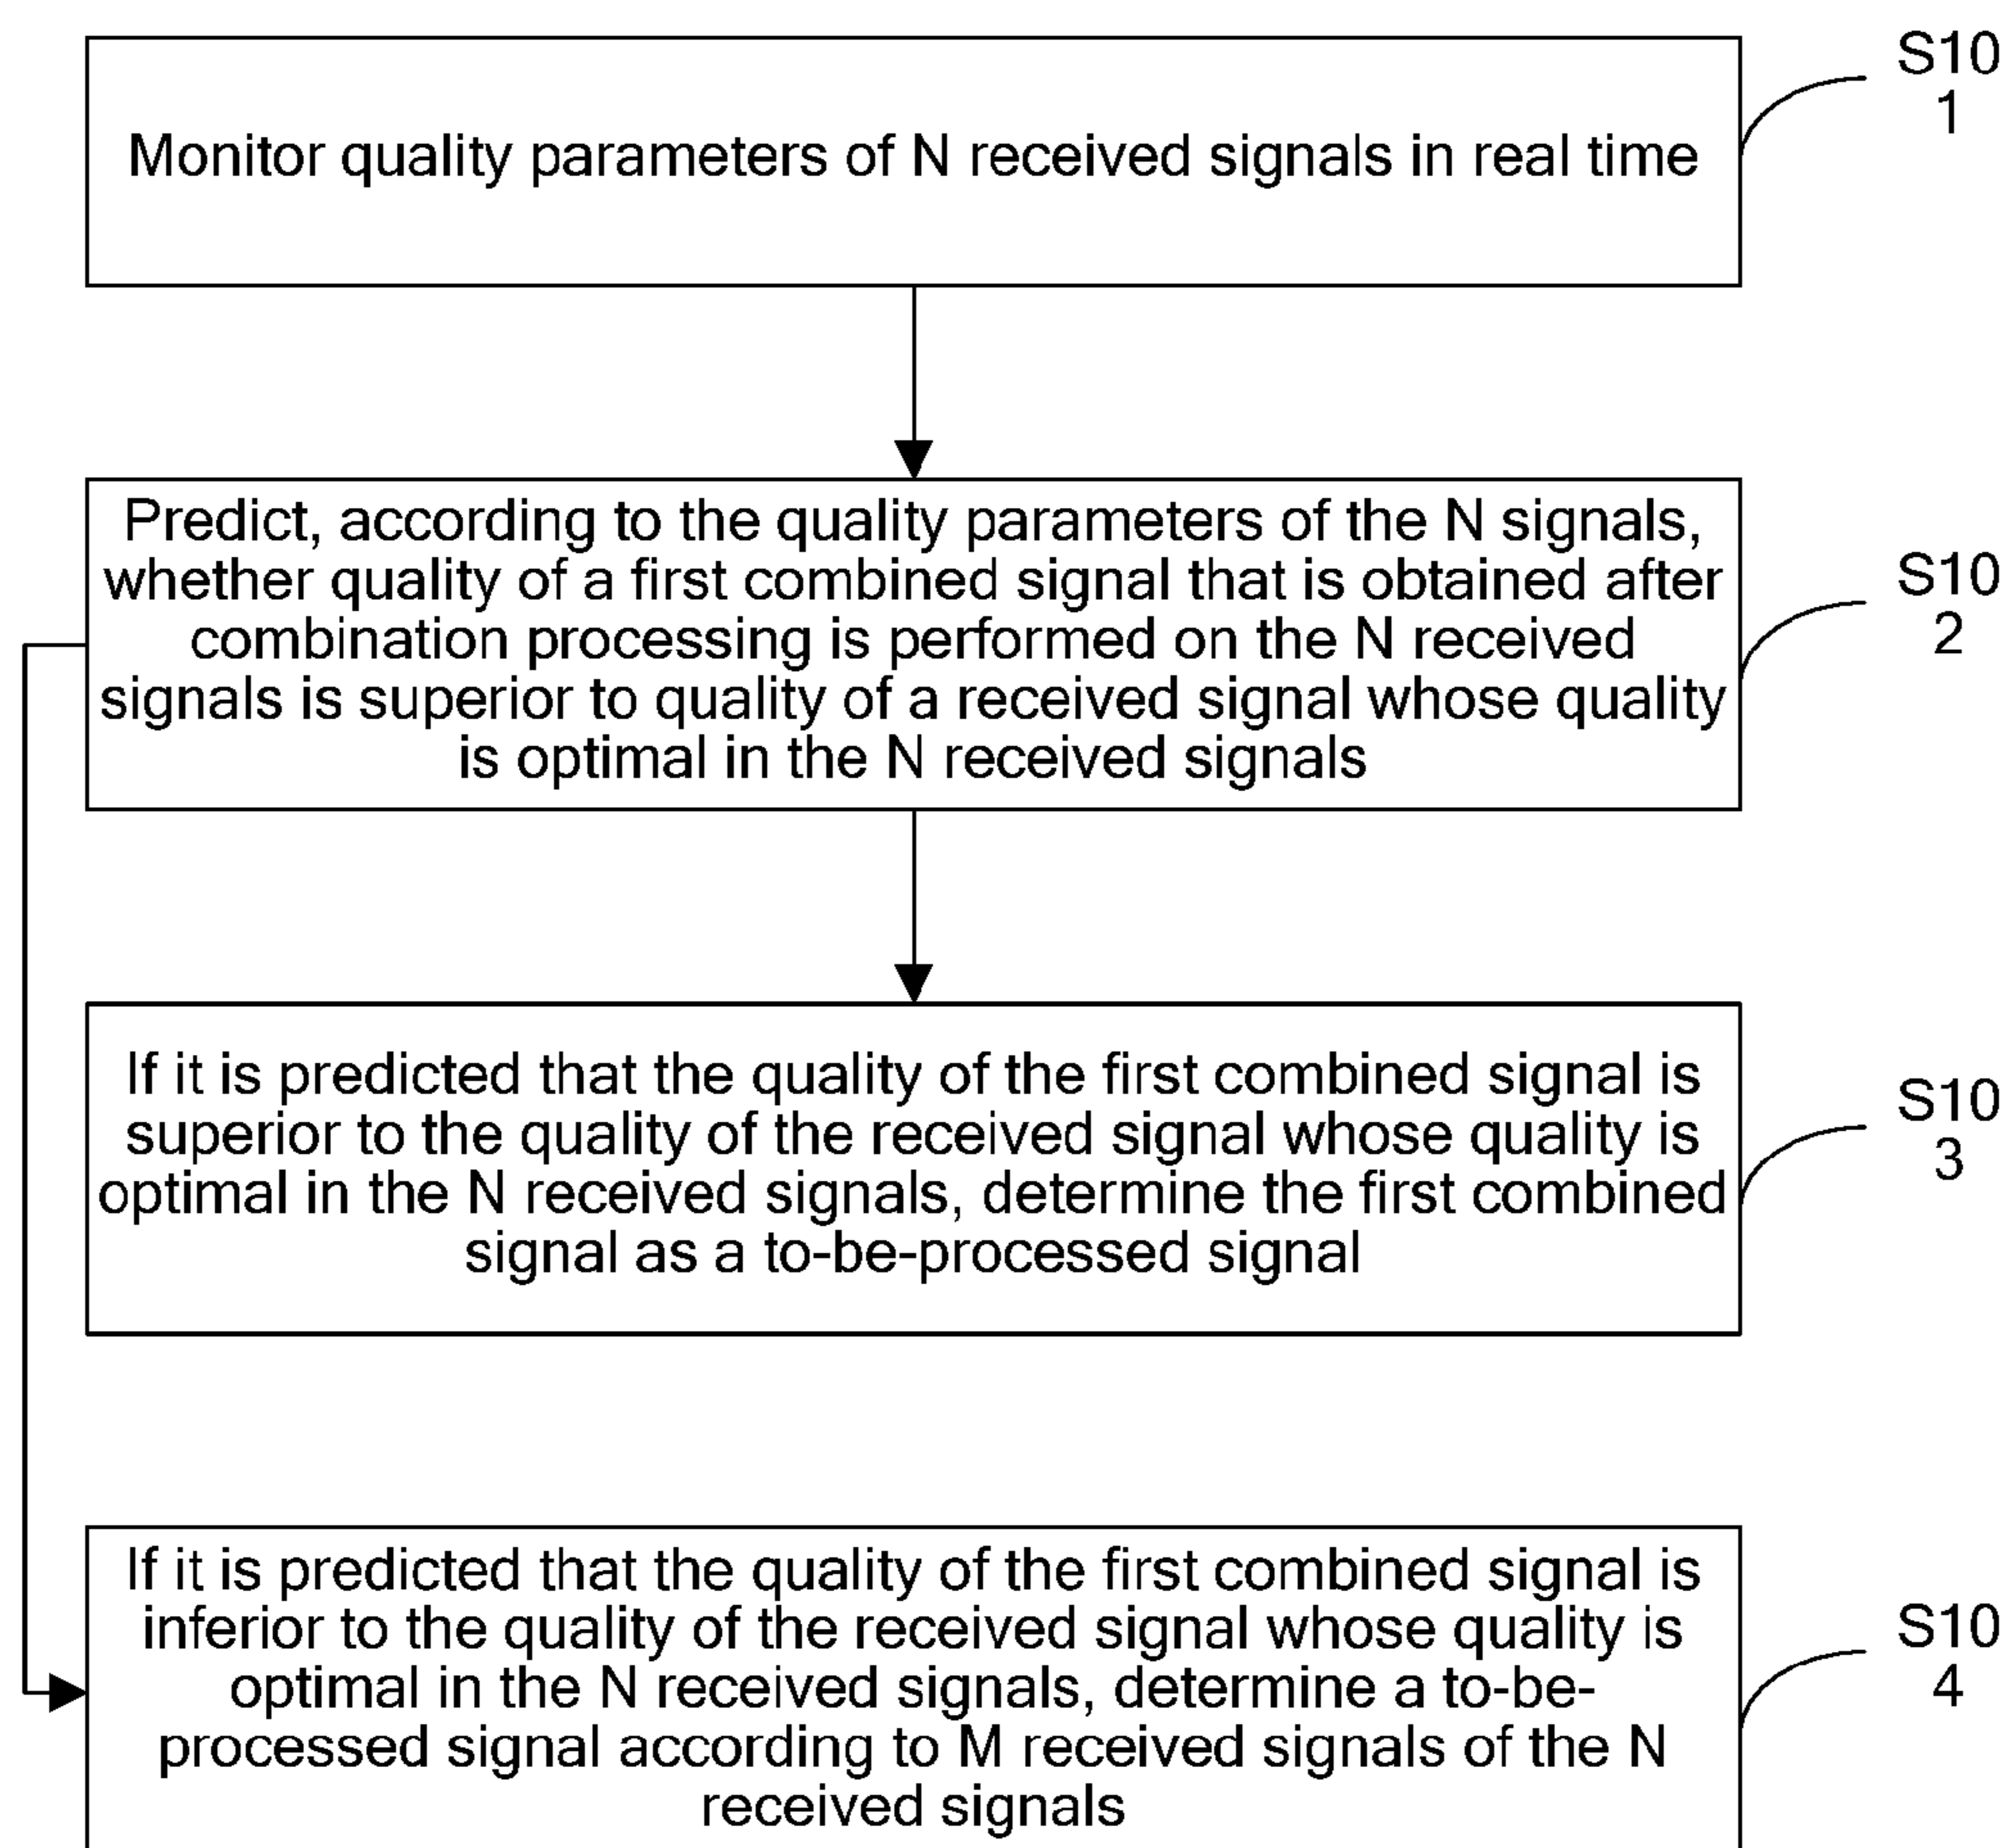 Monitor quality parameters of N received signals in real time
S10
1
Predict, according to the quality parameters of the N signals,
whether quality of a first combined signal that is obtained after
combination processing is performed on the N received
signals is superior to quality of a received signal whose quality
is optimal in the N received signals
S10
2
If it is predicted that the quality of the first combined signal is
superior to the quality of the received signal whose quality is
optimal in the N received signals, determine the first combined
signal as a to-be-processed signal
S10
3
If it is predicted that the quality of the first combined signal is
inferior to the quality of the received signal whose quality is
optimal in the N received signals, determine a to-be-
processed signal according to M received signals of the N
received signals
S10
4